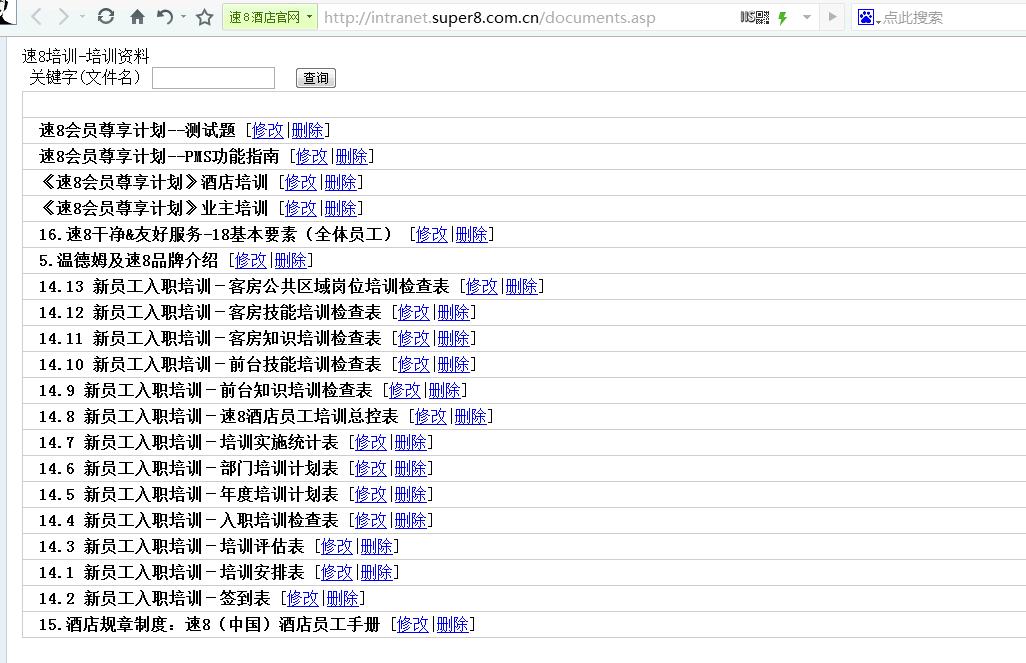 速8酒店官网 http://intranet.super8.com.cn/documents.asp 点此搜索
速8培训-培训资料
关键字(文件名) 查询
速8会员尊享计划--测试题 [修改|删除]
速8会员尊享计划--PMS功能指南 [修改|删除]
《速8会员尊享计划》酒店培训 [修改|删除]
《速8会员尊享计划》业主培训 [修改|删除]
16.速8干净&友好服务-18基本要素（全体员工） [修改|删除]
5.温德姆及速8品牌介绍 [修改|删除]
14.13 新员工入职培训－客房公共区域岗位培训检查表 [修改|删除]
14.12 新员工入职培训－客房技能培训检查表 [修改|删除]
14.11 新员工入职培训－客房知识培训检查表 [修改|删除]
14.10 新员工入职培训－前台技能培训检查表 [修改|删除]
14.9 新员工入职培训－前台知识培训检查表 [修改|删除]
14.8 新员工入职培训－速8酒店员工培训总控表 [修改|删除]
14.7 新员工入职培训－培训实施统计表 [修改|删除]
14.6 新员工入职培训－部门培训计划表 [修改|删除]
14.5 新员工入职培训－年度培训计划表 [修改|删除]
14.4 新员工入职培训－入职培训检查表 [修改|删除]
14.3 新员工入职培训－培训评估表 [修改|删除]
14.1 新员工入职培训－培训安排表 [修改|删除]
14.2 新员工入职培训－签到表 [修改|删除]
15.酒店规章制度：速8（中国）酒店员工手册 [修改|删除]